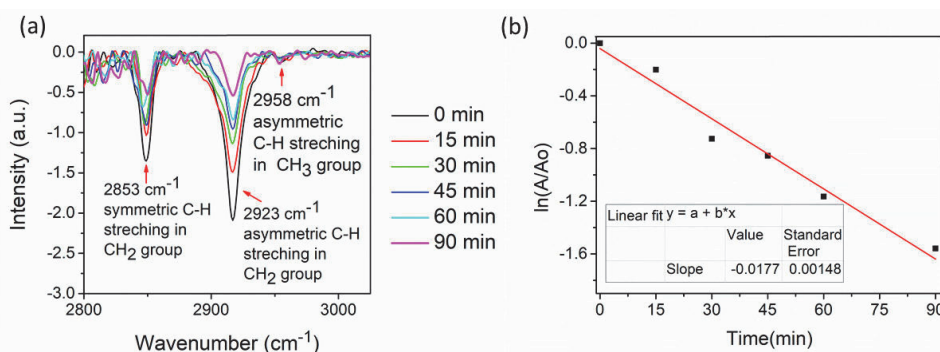 (a)
Intensity (a.u.)
0.0
-0.5
-1.0
-1.5
-2.0
-2.5
-3.0
2800
2900
3000
Wavenumber (cm-1)
2958 cm-1
asymmetric
C-H streching
in CH3 group
2853 cm-1
symmetric C-H
streching in
CH2 group
2923 cm-1
asymmetric C-H
streching in
CH2 group
0 min
15 min
30 min
45 min
60 min
90 min
(b)
ln(A/Ao)
0.0
-0.4
-0.8
-1.2
-1.6
0
15
30
45
60
75
90
Time(min)
Linear fit y = a + b*x
Value Standard
Error
Slope -0.0177 0.00148